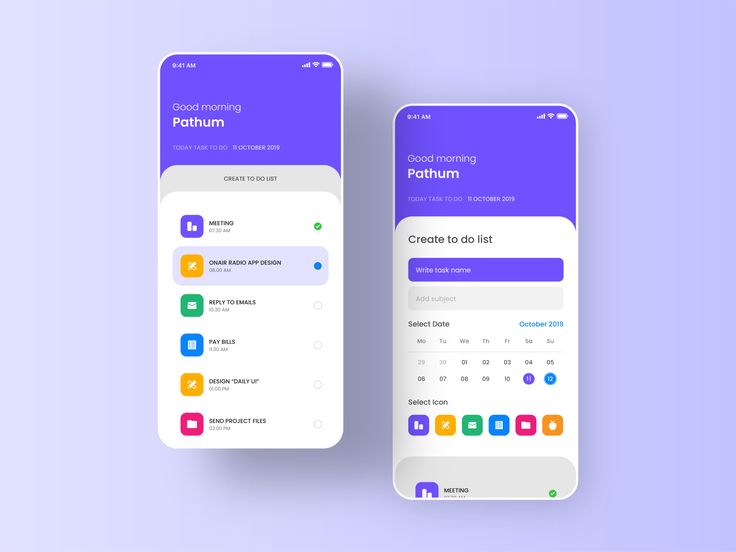 9:41 AM
Good morning
Pathum
TODAY TASK TO DO 11 OCTOBER 2019
CREATE TO DO LIST
MEETING
07.30 AM
ONAIR RADIO APP DESIGN
08.00 AM
REPLY TO EMAILS
10.30 AM
PAY BILLS
11.30 AM
DESIGN “DAILY UI”
01:00 PM
SEND PROJECT FILES
03.00 PM
9:41 AM
Good morning
Pathum
TODAY TASK TO DO 11 OCTOBER 2019
Create to do list
Write task name
Add subject
Select Date October 2019
Mo Tu We Th Fr Sa Su
29 30 01 02 03 04 05
06 07 08 09 10 11 12
Select Icon
MEETING